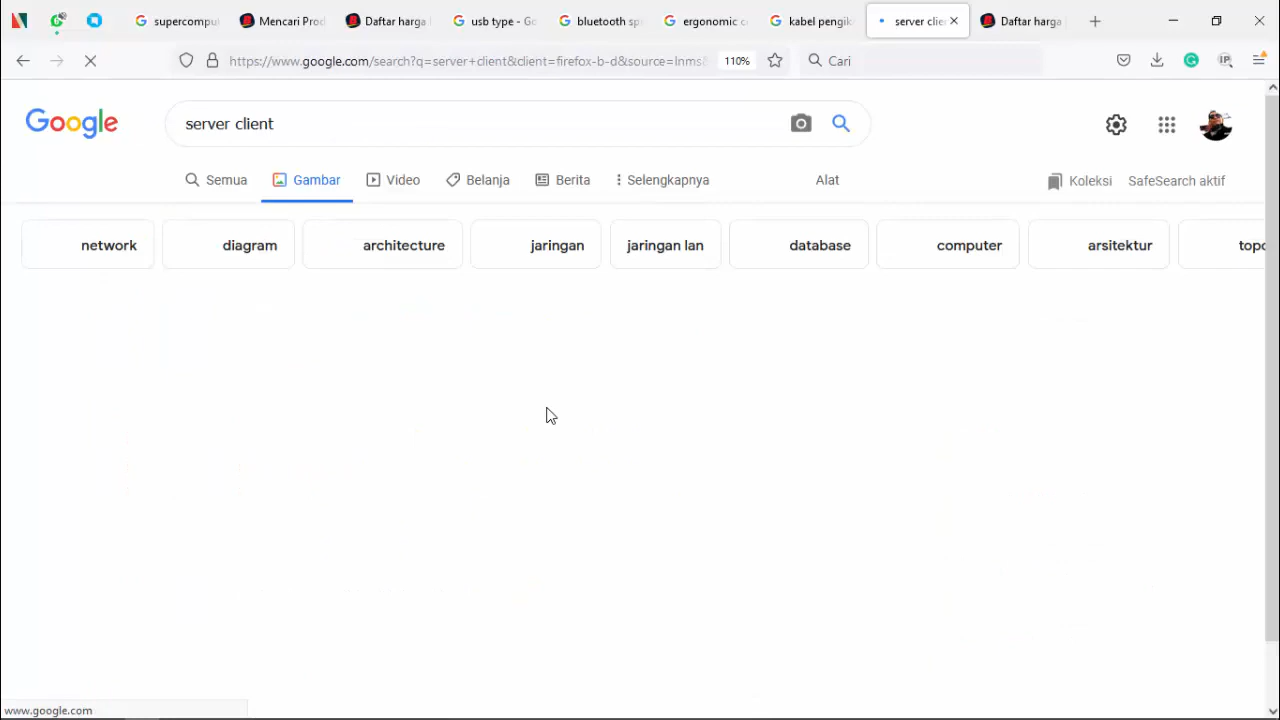 supercompu
Mencari Prod
Daftar harga
usb type - Go
bluetooth sp
ergonomic c
kabel pengik
server clie
Daftar harga
https://www.google.com/search?q=server+client&client=firefox-b-d&source=lnms&
110%
Cari
Google
server client
Semua
Gambar
Video
Belanja
Berita
Selengkapnya
Alat
Koleksi
SafeSearch aktif
network
diagram
architecture
jaringan
jaringan lan
database
computer
arsitektur
topo
www.google.com